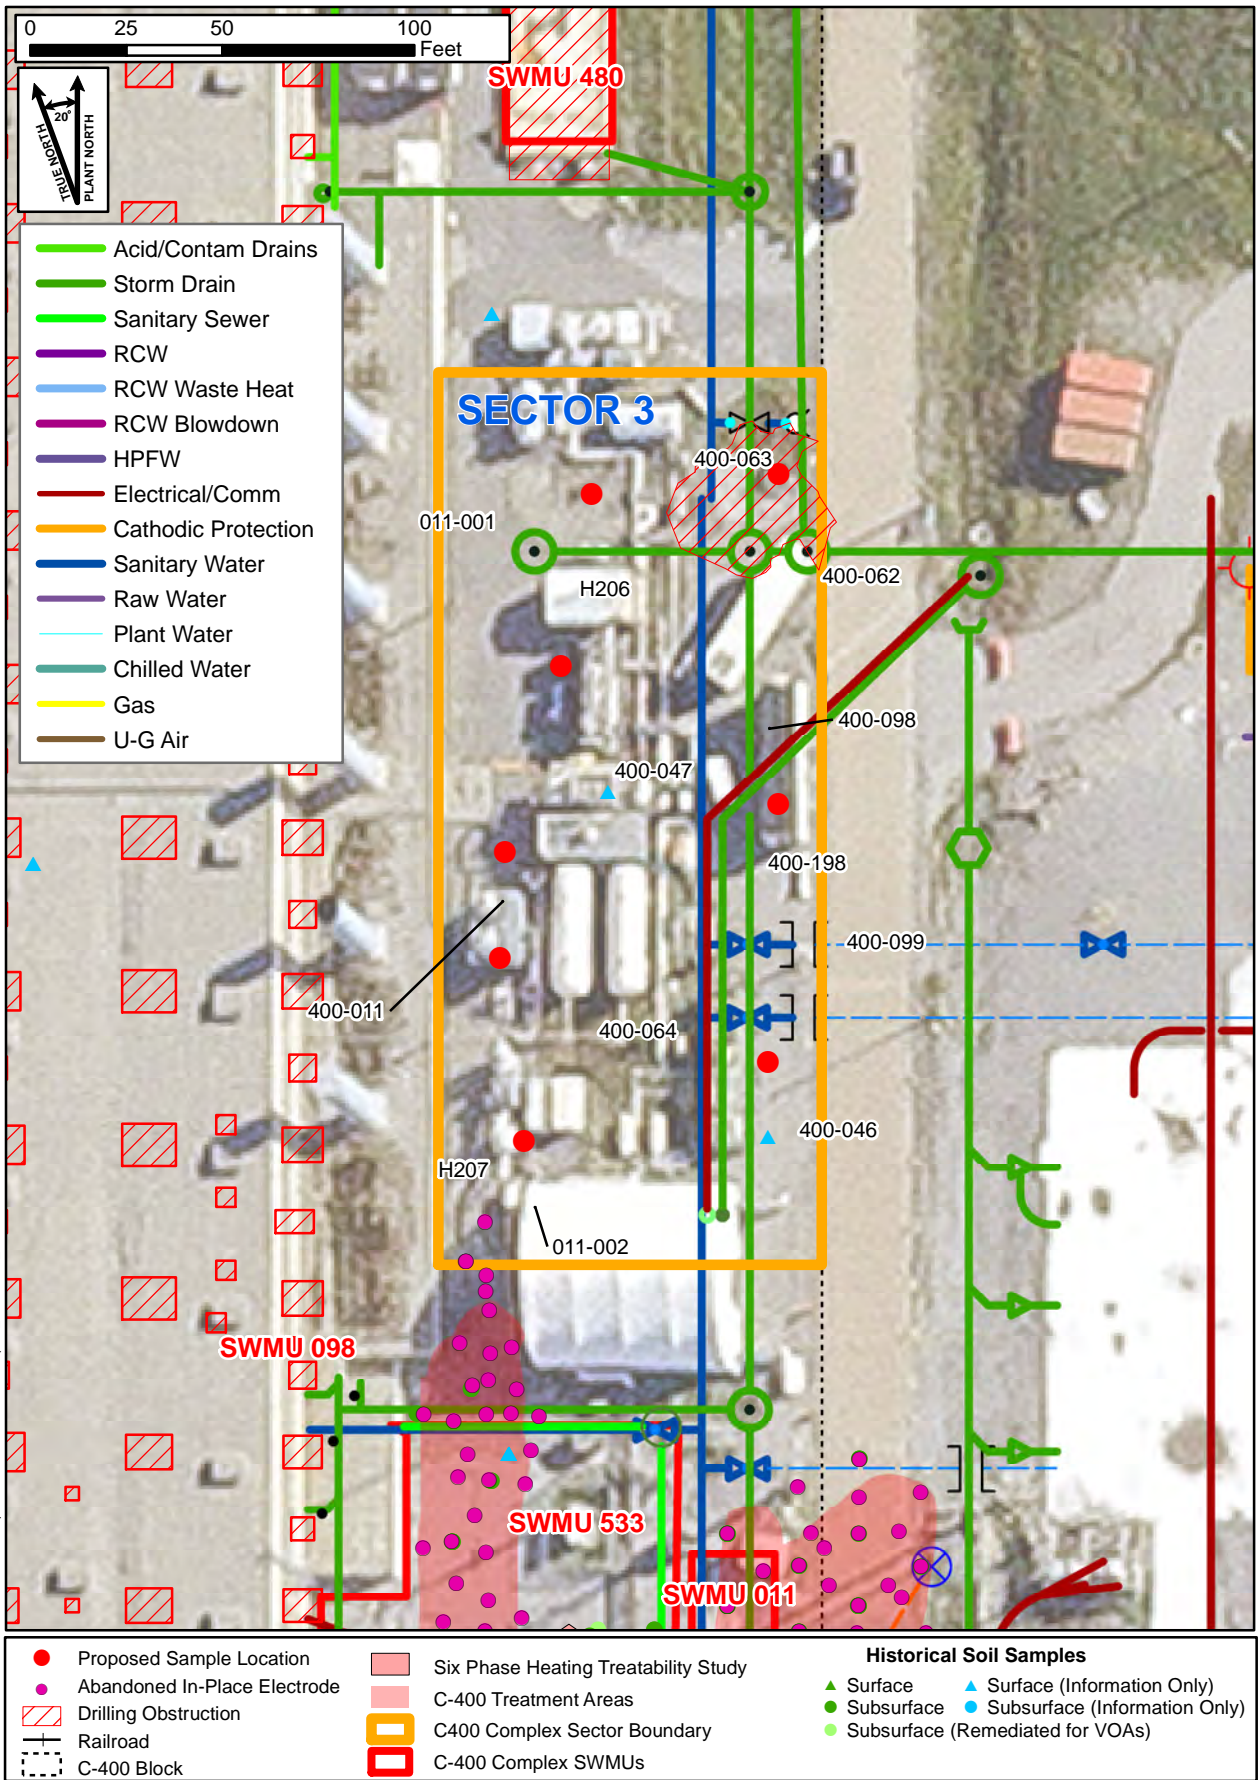 0 25 50 100
Feet
SWMU 480
20°
TRUE NORTH
PLANT NORTH
Acid/Contam Drains
Storm Drain
Sanitary Sewer
RCW
RCW Waste Heat
RCW Blowdown
HPFW
Electrical/Comm
Cathodic Protection
Sanitary Water
Raw Water
Plant Water
Chilled Water
Gas
U-G Air
SECTOR 3
400-063
011-001
400-062
H206
400-098
400-047
400-198
400-099
400-011
400-064
400-046
H207
011-002
SWMU 098
SWMU 533
SWMU 011
Proposed Sample Location
Abandoned In-Place Electrode
Drilling Obstruction
Railroad
C-400 Block
Six Phase Heating Treatability Study
C-400 Treatment Areas
C400 Complex Sector Boundary
C-400 Complex SWMUs
Historical Soil Samples
Surface
Surface (Information Only)
Subsurface
Subsurface (Information Only)
Subsurface (Remediated for VOAs)